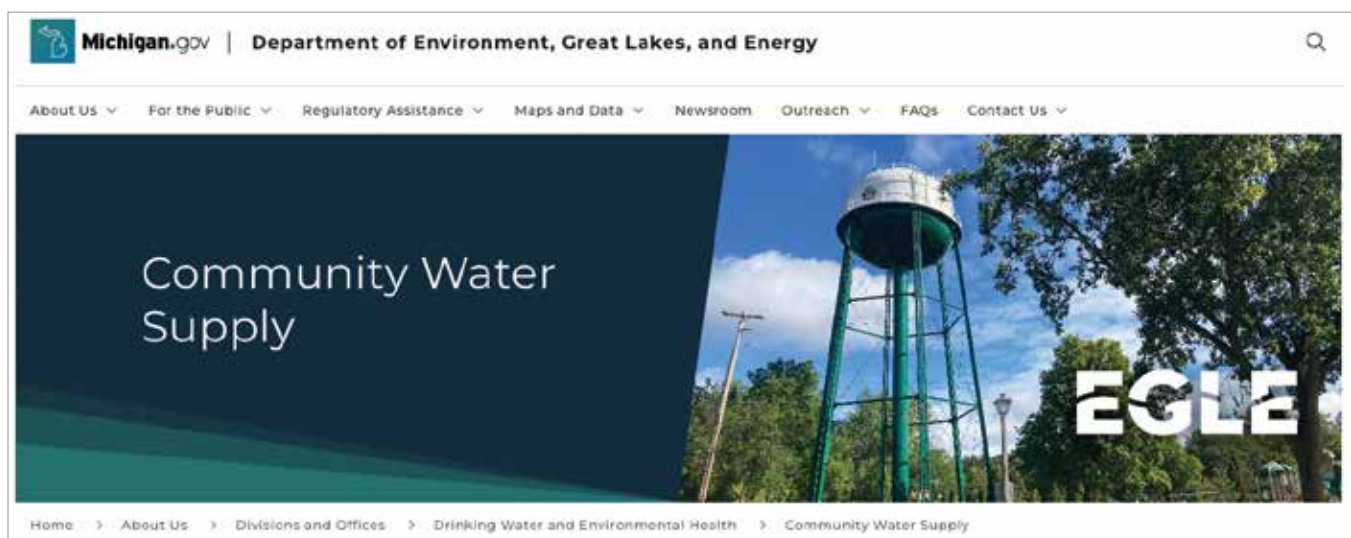 Michigan.gov | Department of Environment, Great Lakes, and Energy
About Us For the Public Regulatory Assistance Maps and Data Newsroom Outreach FAQs Contact Us
Community Water
Supply
EGLE
Home > About Us > Divisions and Offices > Drinking Water and Environmental Health > Community Water Supply